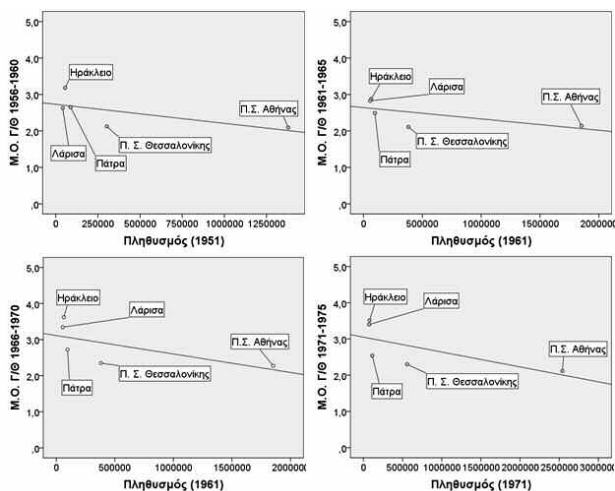 Μ.Ο. Γ/Θ 1956-1960
5,0
4,0
3,0
2,0
1,0
,0
Ηράκλειο
Π.Σ. Αθήνας
Λάρισα
Πάτρα
Π. Σ. Θεσσαλονίκης
0 250000 500000 750000 1000000 1250000
Πληθυσμός (1951)
Μ.Ο. Γ/Θ 1961-1965
5,0
4,0
3,0
2,0
1,0
,0
Ηράκλειο
Λάρισα
Π.Σ. Αθήνας
Πάτρα
Π. Σ. Θεσσαλονίκης
0 500000 1000000 1500000 2000000
Πληθυσμός (1961)
Μ.Ο. Γ/Θ 1966-1970
5,0
4,0
3,0
2,0
1,0
,0
Ηράκλειο
Λάρισα
Π.Σ. Αθήνας
Πάτρα
Π. Σ. Θεσσαλονίκης
0 500000 1000000 1500000 2000000
Πληθυσμός (1961)
Μ.Ο. Γ/Θ 1971-1975
5,0
4,0
3,0
2,0
1,0
,0
Ηράκλειο
Λάρισα
Π.Σ. Αθήνας
Πάτρα
Π. Σ. Θεσσαλονίκης
0 500000 1000000 1500000 2000000 2500000 3000000
Πληθυσμός (1971)